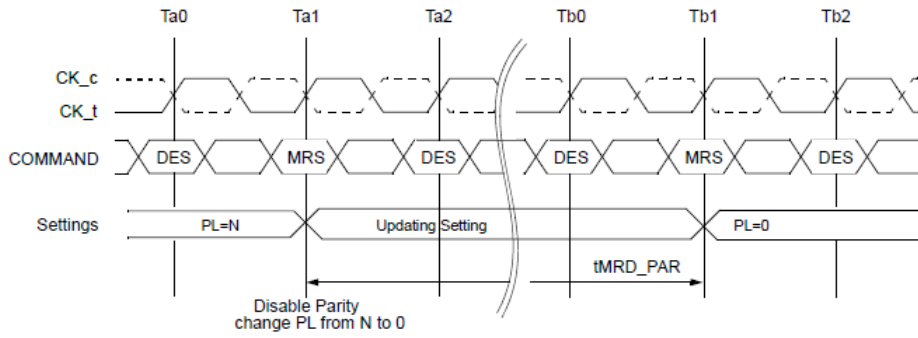 Ta0 Ta1 Ta2 Tb0 Tb1 Tb2
CK_c
CK_t
COMMAND DES MRS DES DES MRS DES
Settings PL=N Updating Setting PL=0
tMRD_PAR
Disable Parity
change PL from N to 0